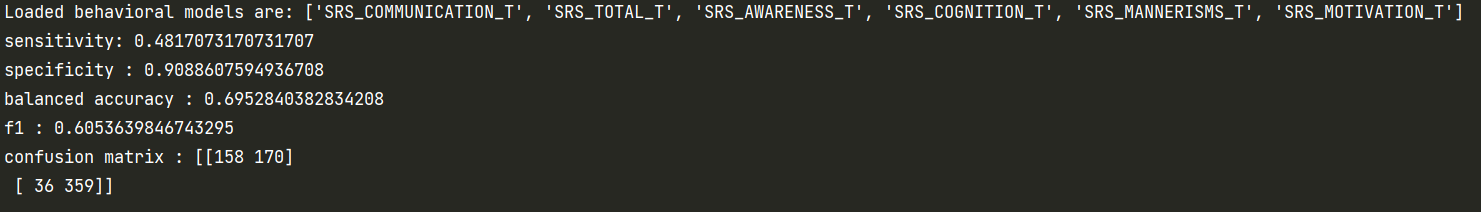 Loaded behavioral models are: ['SRS_COMMUNICATION_T', 'SRS_TOTAL_T', 'SRS_AWARENESS_T', 'SRS_COGNITION_T', 'SRS_MANNERISMS_T', 'SRS_MOTIVATION_T']
sensitivity: 0.4817073170731707
specificity : 0.9088607594936708
balanced accuracy : 0.6952840382834208
f1 : 0.6053639846743295
confusion matrix : [[158 170]
 [ 36 359]]